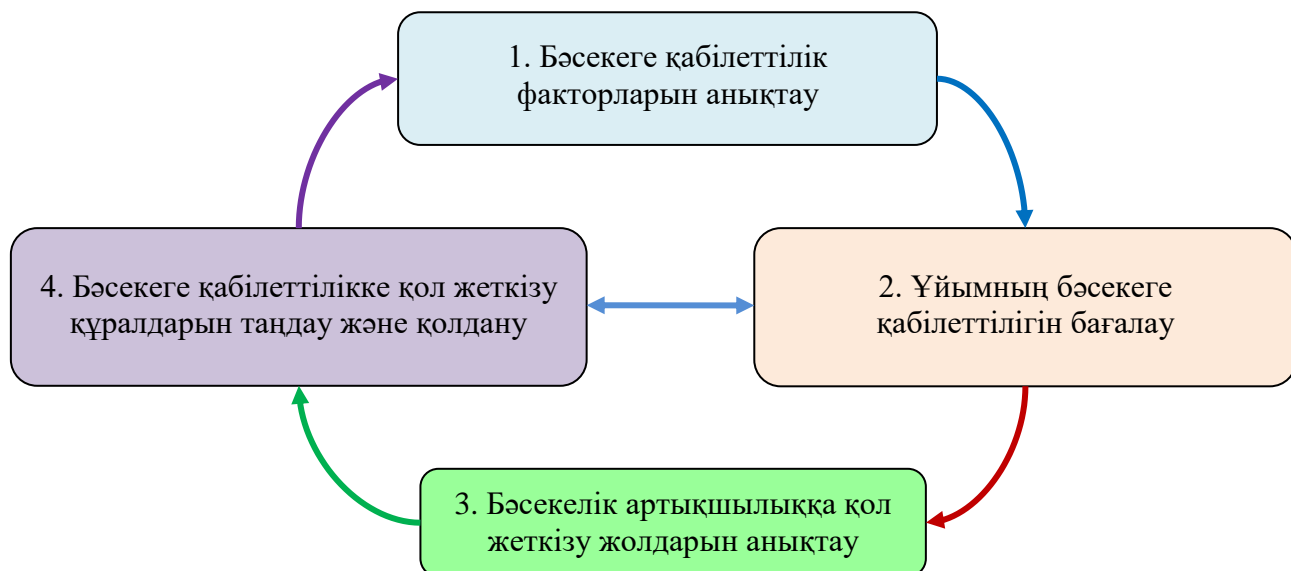 1. Бәсекеге қабілеттілік
факторларын анықтау
4. Бәсекеге қабілеттілікке қол жеткізу
құралдарын таңдау және қолдану
2. Ұйымның бәсекеге
қабілеттілігін бағалау
3. Бәсекелік артықшылыққа қол
жеткізу жолдарын анықтау